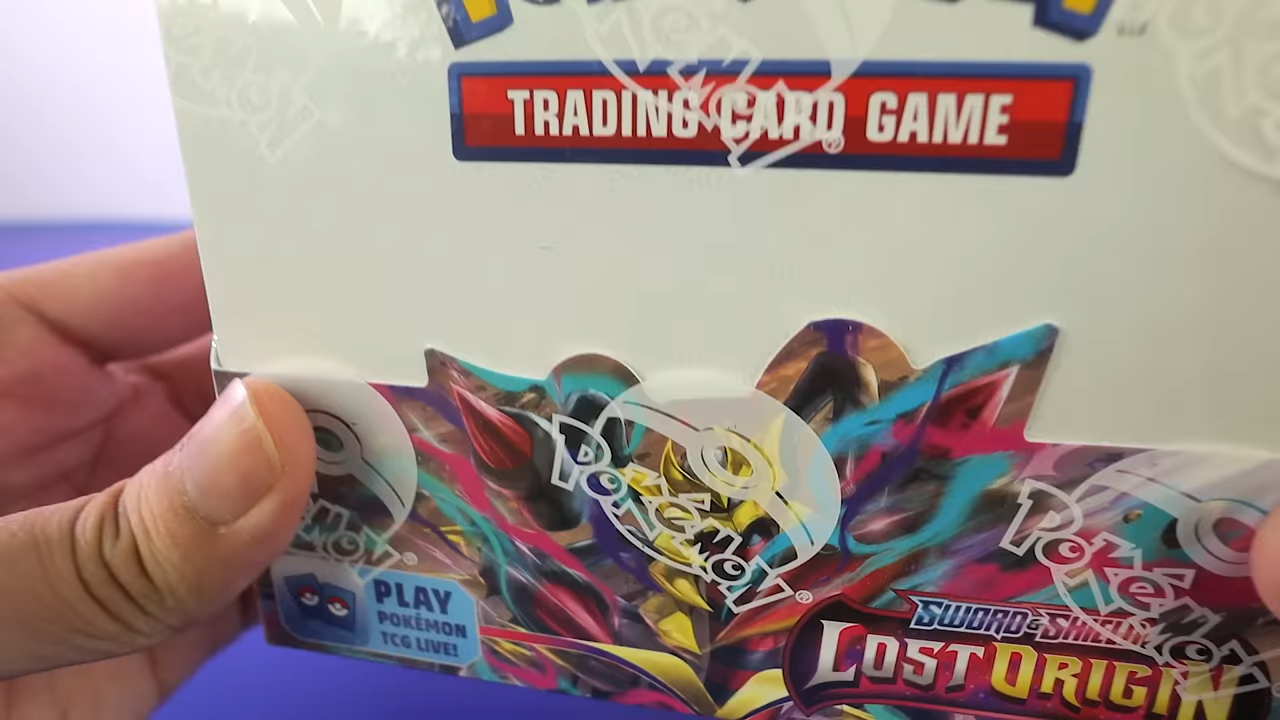 TRADING CARD GAME
POKÉMON
POKÉMON
PLAY
POKÉMON
TCG LIVE!
SWORD & SHIELD
LOST ORIGIN